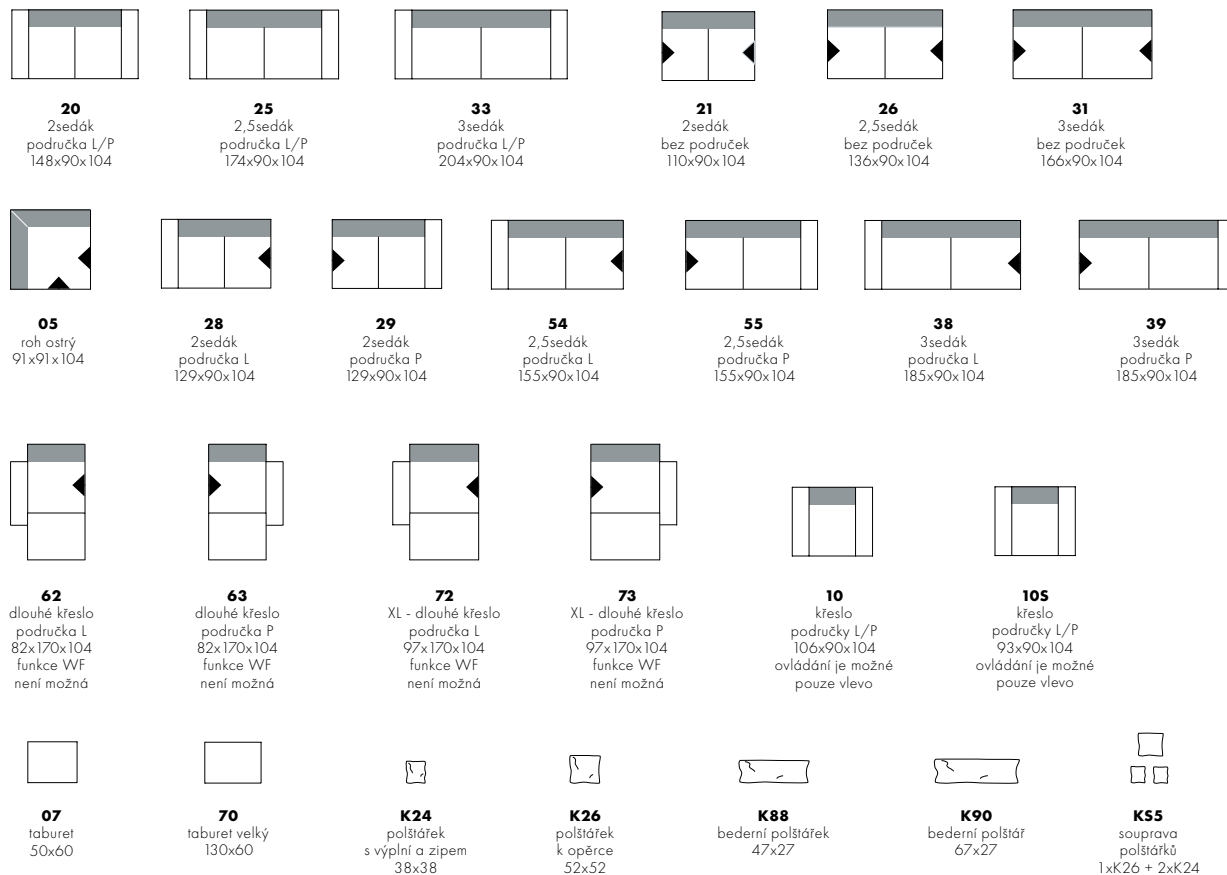 20
2sedák
područka L/P
148x90x104
25
2,5sedák
područka L/P
174x90x104
33
3sedák
područka L/P
204x90x104
21
2sedák
bez područek
110x90x104
26
2,5sedák
bez područek
136x90x104
31
3sedák
bez područek
166x90x104
05
roh ostrý
91x91x104
28
2sedák
područka L
129x90x104
29
2sedák
područka P
129x90x104
54
2,5sedák
područka L
155x90x104
55
2,5sedák
područka P
155x90x104
38
3sedák
područka L
185x90x104
39
3sedák
područka P
185x90x104
62
dlouhé křeslo
područka L
82x170x104
funkce WF
není možná
63
dlouhé křeslo
područka P
82x170x104
funkce WF
není možná
72
XL - dlouhé křeslo
područka L
97x170x104
funkce WF
není možná
73
XL - dlouhé křeslo
područka P
97x170x104
funkce WF
není možná
10
křeslo
područky L/P
106x90x104
ovládání je možné
pouze vlevo
10S
křeslo
područky L/P
93x90x104
ovládání je možné
pouze vlevo
07
taburet
50x60
70
taburet velký
130x60
K24
polštářek
s výplní a zipem
38x38
K26
polštářek
k opěrce
52x52
K88
bederní polštářek
47x27
K90
bederní polštář
67x27
KS5
souprava
polštářků
1xK26 + 2xK24